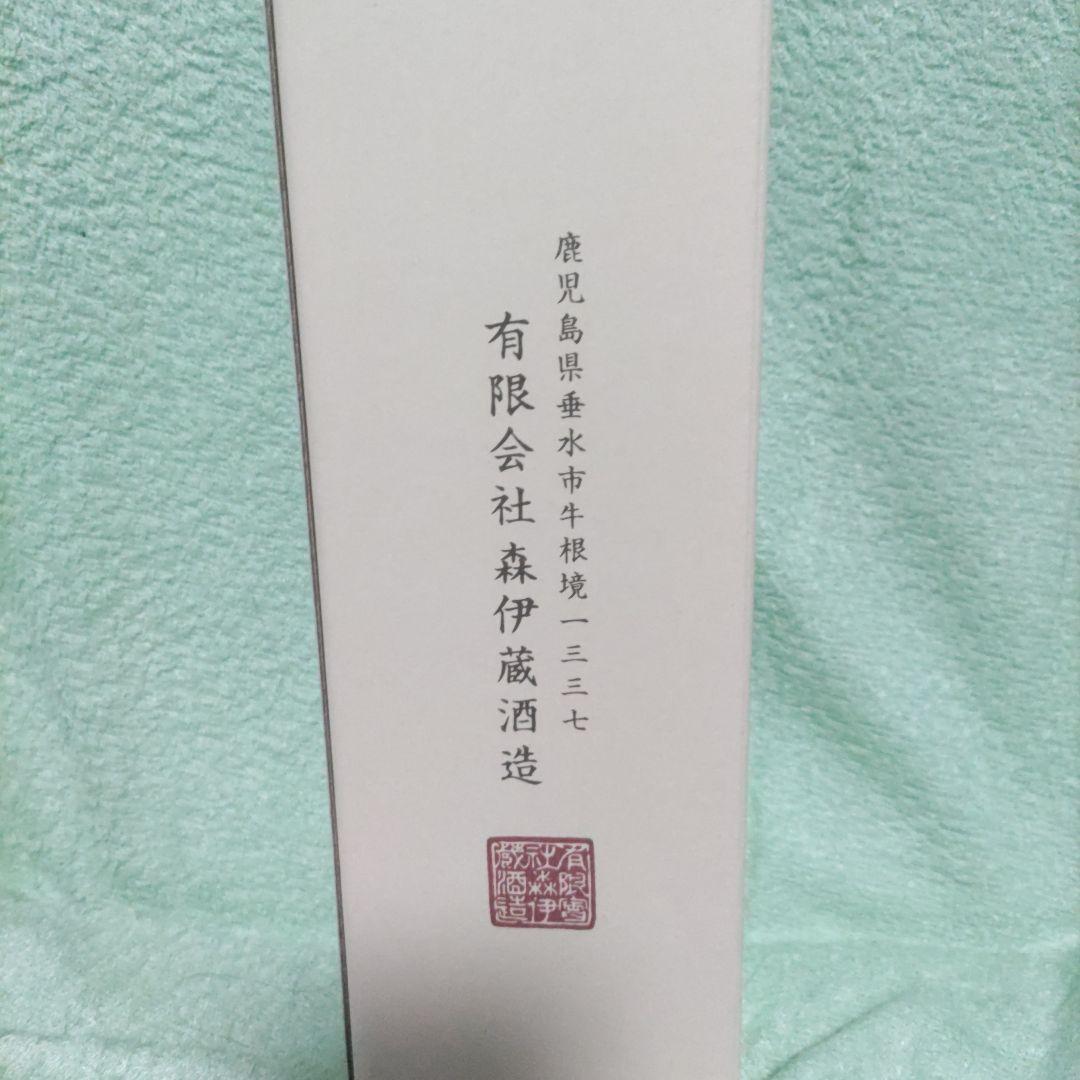 鹿児島県垂水市牛根境一三三七
有限会社 森伊蔵酒造
有限會
社森伊
蔵酒造